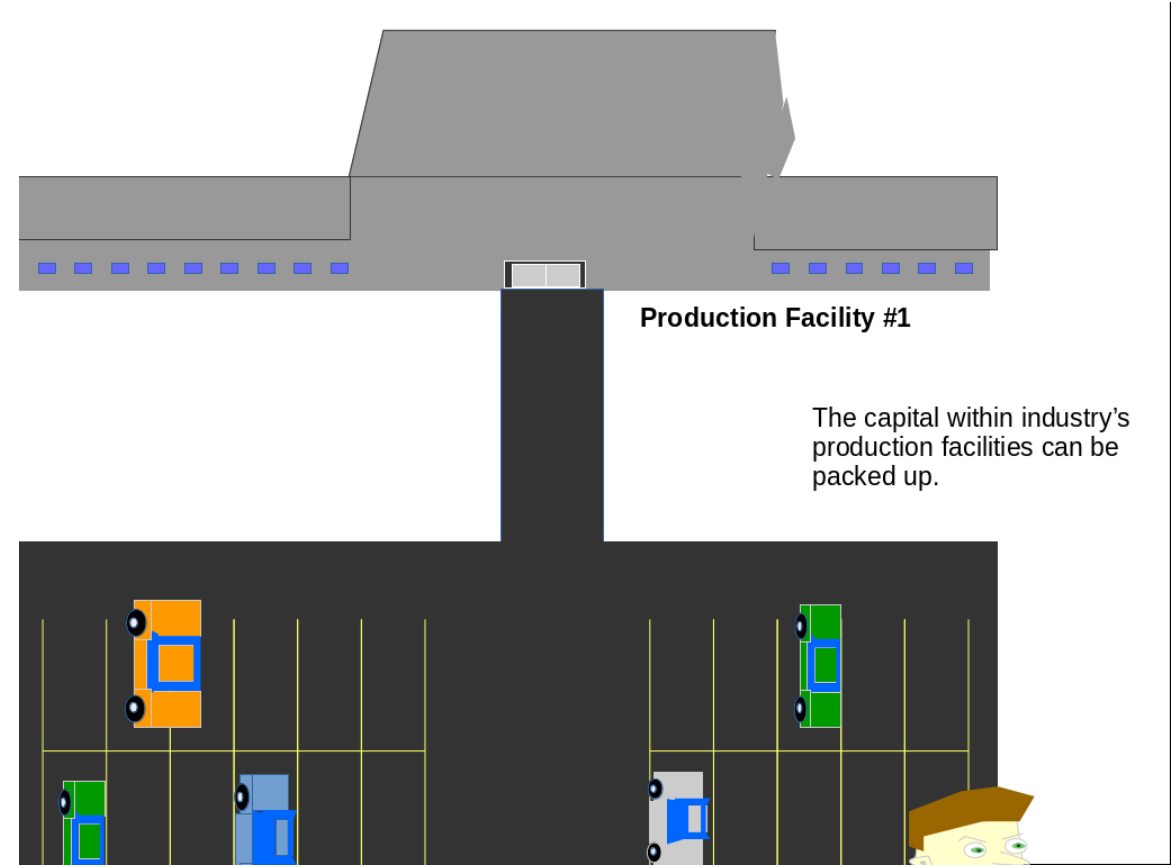 Production Facility #1
The capital within industry’s
production facilities can be
packed up.